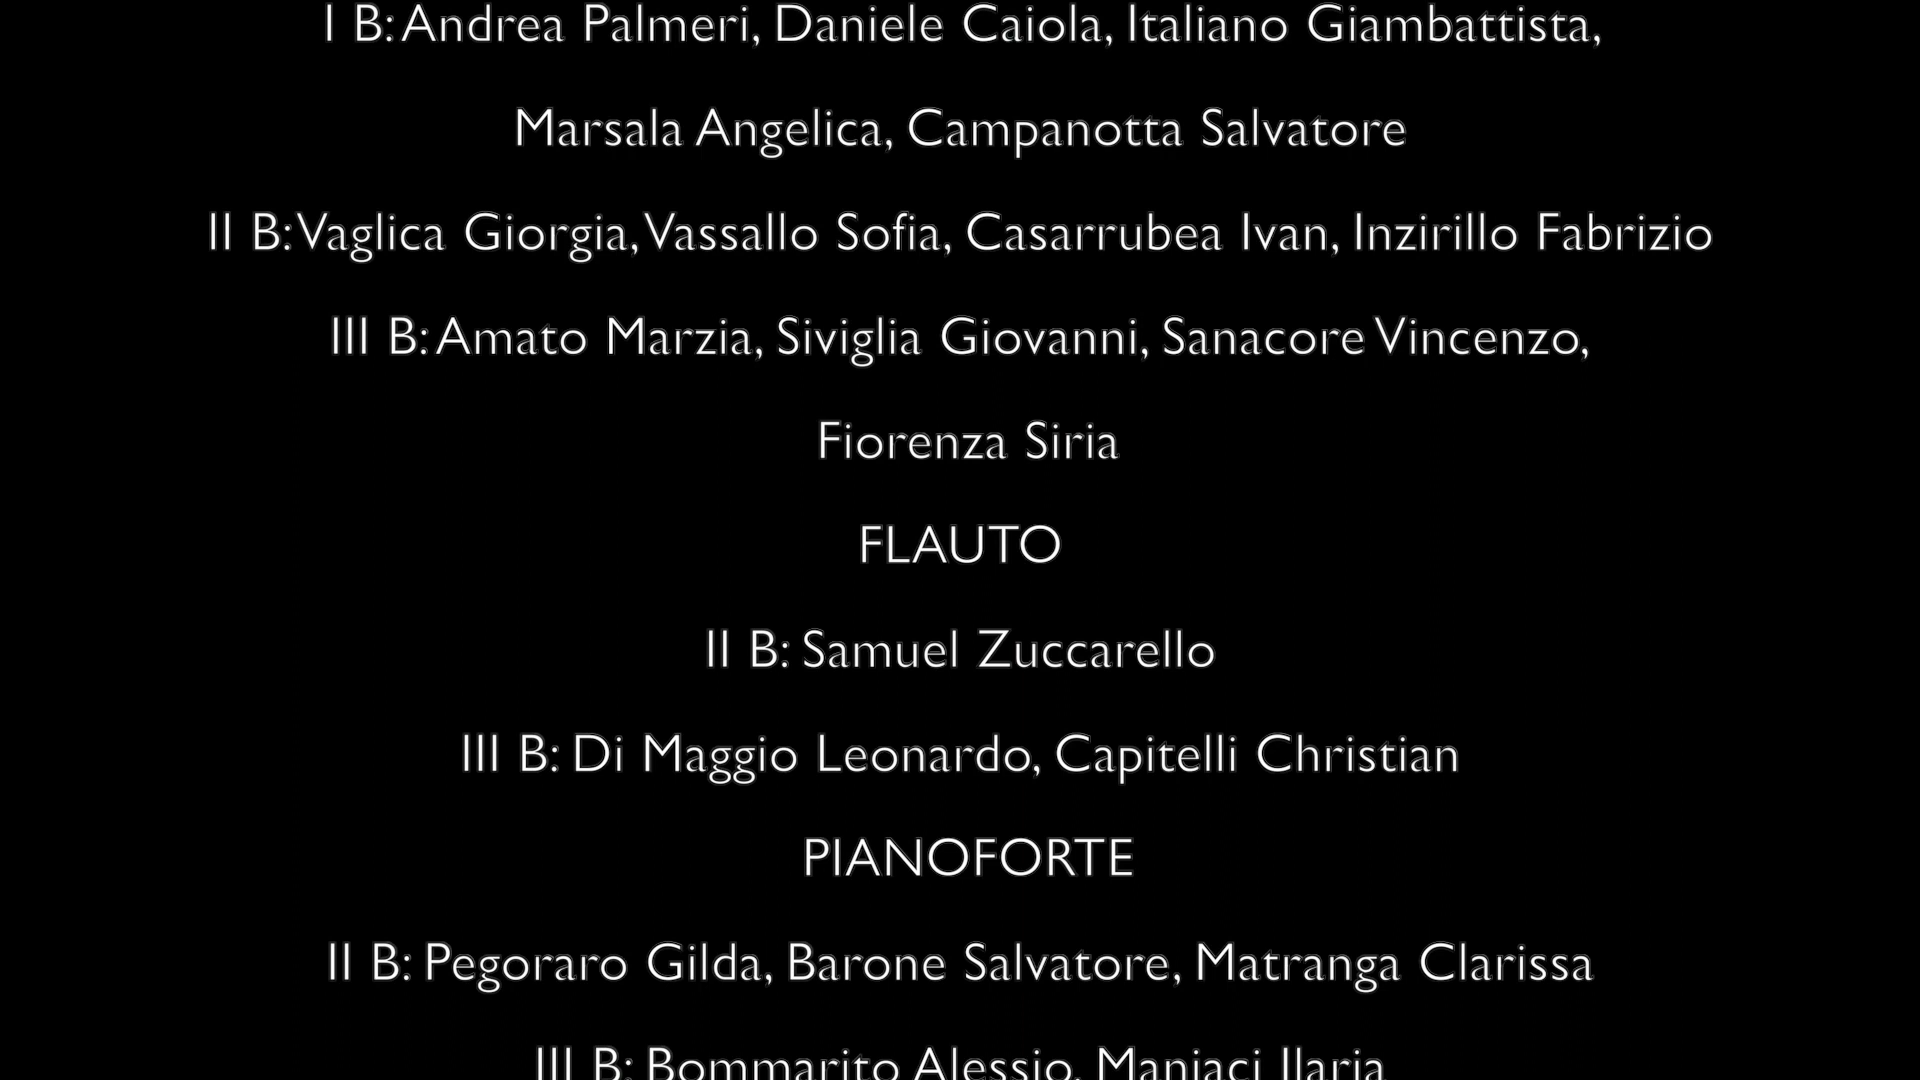 I B: Andrea Palmeri, Daniele Caiola, Italiano Giambattista,
Marsala Angelica, Campanotta Salvatore
II B: Vaglica Giorgia, Vassallo Sofia, Casarrubea Ivan, Inzirillo Fabrizio
III B: Amato Marzia, Siviglia Giovanni, Sanacore Vincenzo,
Fiorenza Siria
FLAUTO
II B: Samuel Zuccarello
III B: Di Maggio Leonardo, Capitelli Christian
PIANOFORTE
II B: Pegoraro Gilda, Barone Salvatore, Matranga Clarissa
III B: Bommarito Alessio, Maniaci Ilaria